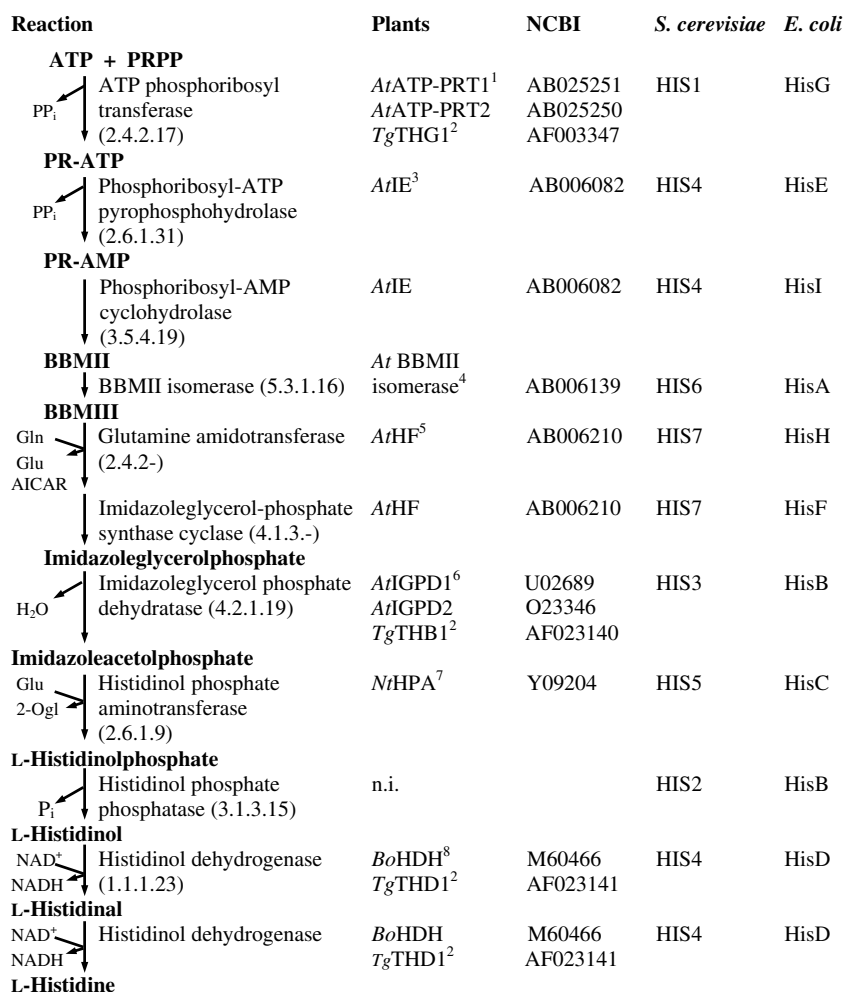 Reaction Plants NCBI S. cerevisiae E. coli
ATP + PRPP
ATP phosphoribosyl AtATP-PRT1¹ AB025251 HIS1 HisG
PPi transferase AtATP-PRT2 AB025250
(2.4.2.17) TgTHG1² AF003347
PR-ATP
Phosphoribosyl-ATP AtIE³ AB006082 HIS4 HisE
PPi pyrophosphohydrolase
(2.6.1.31)
PR-AMP
Phosphoribosyl-AMP AtIE AB006082 HIS4 HisI
cyclohydrolase
(3.5.4.19)
BBMII At BBMII
BBMII isomerase (5.3.1.16) isomerase⁴ AB006139 HIS6 HisA
BBMIII
Gln Glutamine amidotransferase AtHF⁵ AB006210 HIS7 HisH
Glu (2.4.2-)
AICAR
Imidazoleglycerol-phosphate AtHF AB006210 HIS7 HisF
synthase cyclase (4.1.3.-)
Imidazoleglycerolphosphate
Imidazoleglycerol phosphate AtIGPD1⁶ U02689 HIS3 HisB
H₂O dehydratase (4.2.1.19) AtIGPD2 O23346
TgTHB1² AF023140
Imidazoleacetolphosphate
Glu Histidinol phosphate NtHPA⁷ Y09204 HIS5 HisC
2-Ogl aminotransferase
(2.6.1.9)
L-Histidinolphosphate
Histidinol phosphate n.i. HIS2 HisB
Pi phosphatase (3.1.3.15)
L-Histidinol
NAD⁺ Histidinol dehydrogenase BoHDH⁸ M60466 HIS4 HisD
NADH (1.1.1.23) TgTHD1² AF023141
L-Histidinal
NAD⁺ Histidinol dehydrogenase BoHDH M60466 HIS4 HisD
NADH TgTHD1² AF023141
L-Histidine